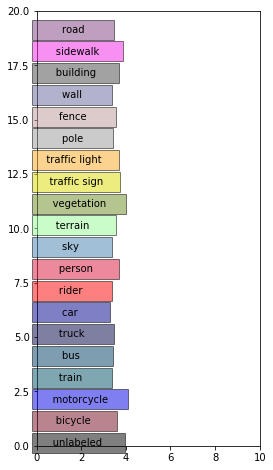 20.0
road
sidewalk
17.5
building
wall
15.0
fence
pole
traffic light
12.5
traffic sign
vegetation
10.0
terrain
sky
person
7.5
rider
car
5.0
truck
bus
train
2.5
motorcycle
bicycle
0.0
unlabeled
0 2 4 6 8 10